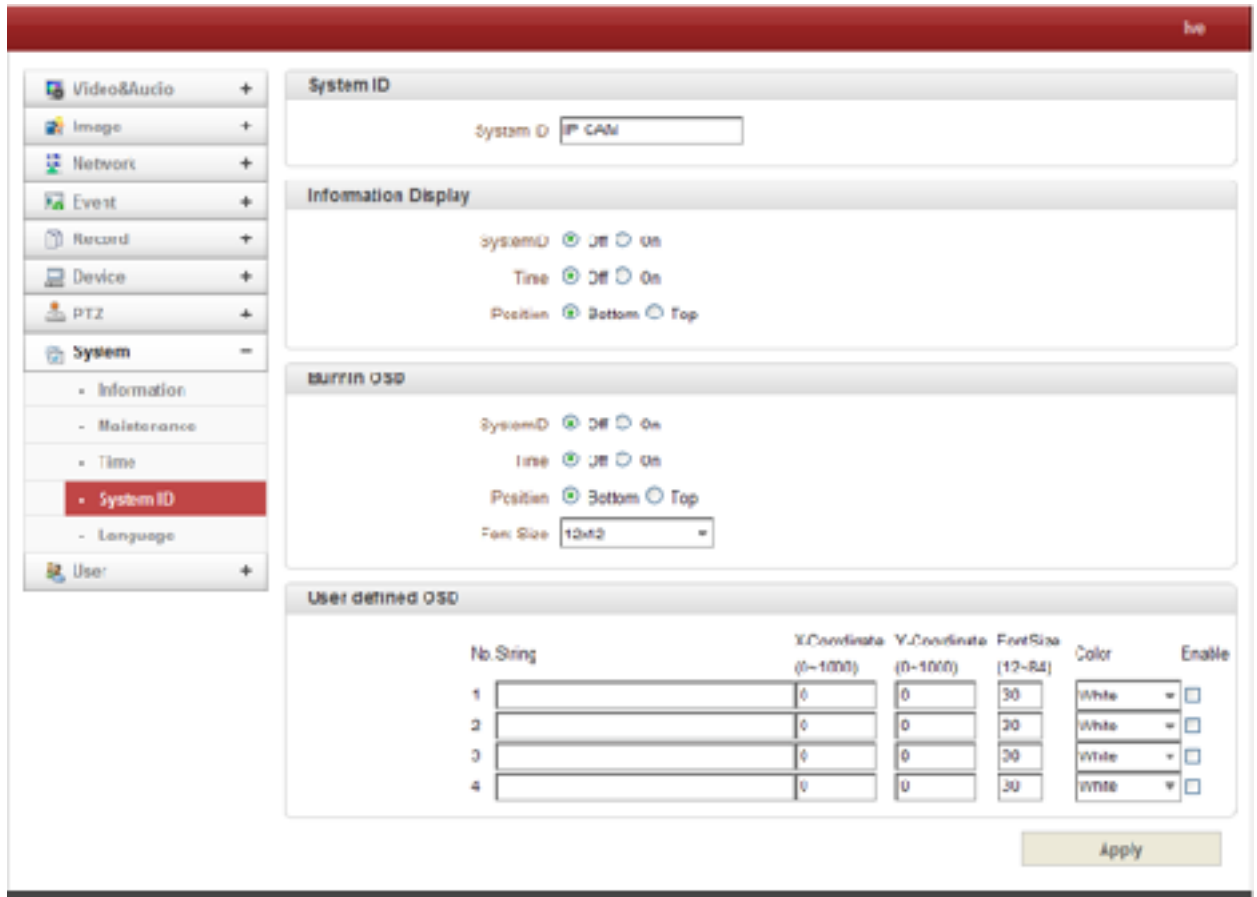 live
Video&Audio +
Image +
Network +
Event +
Record +
Device +
PTZ +
System -
- Information
- Maintenance
- Time
- System ID
- Language
User +
System ID
System ID IP CAM
Information Display
SystemID Off On
Time Off On
Position Bottom Top
Burn In OSD
SystemID Off On
Time Off On
Position Bottom Top
Font Size 12x12
User defined OSD
No. String X-Coordinate (0~1000) Y-Coordinate (0~1000) FontSize (12~84) Color Enable
1 0 0 30 White
2 0 0 30 White
3 0 0 30 White
4 0 0 30 White
Apply